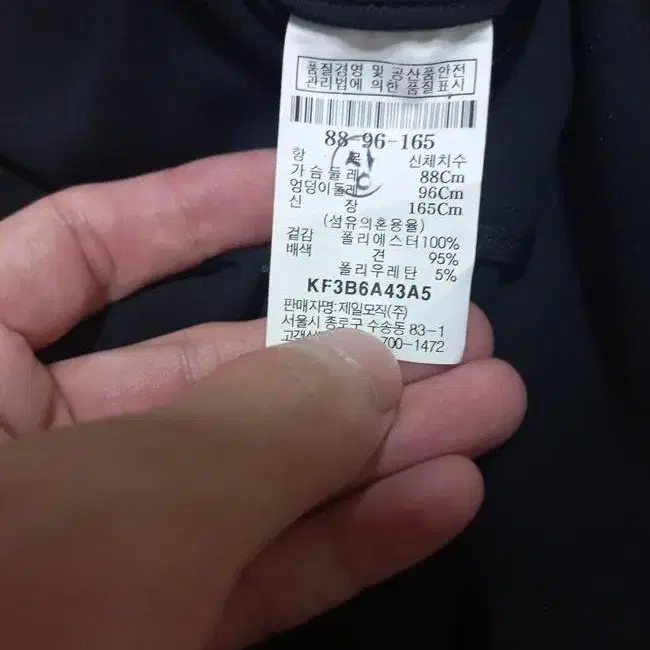 품질경영 및 공산품안전
관리법에 의한 품질표시
88-96-165
항 목 신체치수
가슴둘레 88Cm
엉덩이둘레 96Cm
신 장 165Cm
(섬유의혼용율)
겉감 폴리에스터100%
배색 견 95%
폴리우레탄 5%
KF3B6A43A5
판매자명: 제일모직(주)
서울시 종로구 수송동 83-1
700-1472